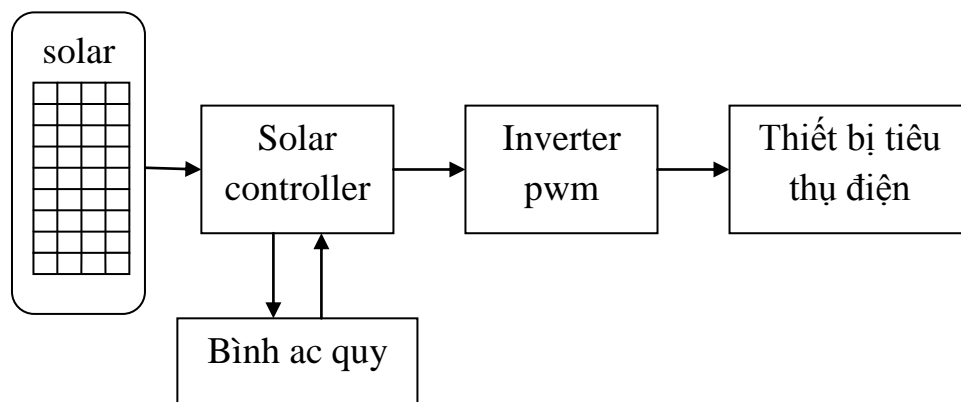 solar
Solar
controller
Inverter
pwm
Thiết bị tiêu
thụ điện
Bình ac quy